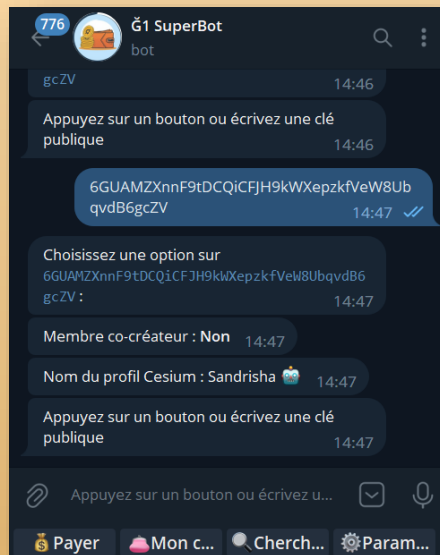 776
Ğ1 SuperBot
bot
gcZV
14:46
Appuyez sur un bouton ou écrivez une clé
publique
14:46
6GUAMZXnnF9tDCQiCFJH9kWXepzkfVeW8Ub
qvdB6gcZV
14:47
Choisissez une option sur
6GUAMZXnnF9tDCQiCFJH9kWXepzkfVeW8UbqvdB6
gcZV :
14:47
Membre co-créateur : Non 14:47
Nom du profil Cesium : Sandrisha 14:47
Appuyez sur un bouton ou écrivez une clé
publique
14:47
Appuyez sur un bouton ou écrivez u...
Payer Mon c... Cherch... Param...